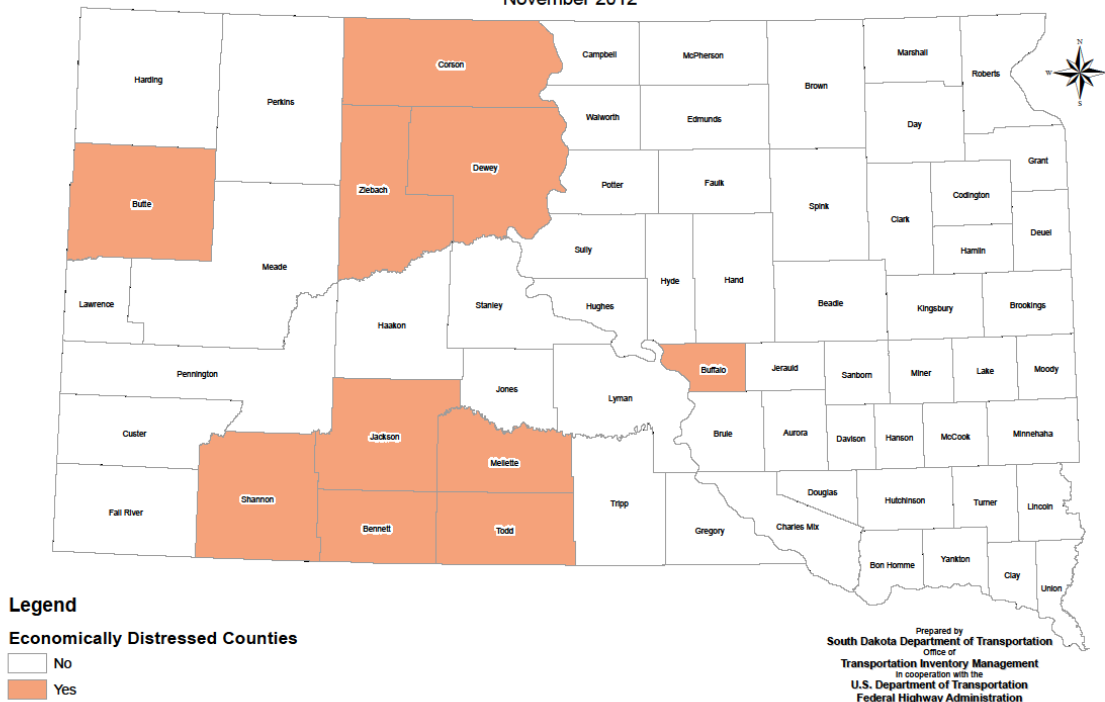 November 2012
Harding
Perkins
Corson
Campbell
McPherson
Brown
Marshall
Roberts
N
W
S
Walworth
Edmunds
Day
Grant
Butte
Ziebach
Dewey
Potter
Faulk
Spink
Clark
Codington
Deuel
Hamlin
Meade
Sully
Hyde
Hand
Lawrence
Haakon
Stanley
Hughes
Beadle
Kingsbury
Brookings
Pennington
Jones
Lyman
Buffalo
Jerauld
Sanborn
Miner
Lake
Moody
Custer
Jackson
Mellette
Brule
Aurora
Davison
Hanson
McCook
Minnehaha
Fall River
Shannon
Bennett
Todd
Tripp
Gregory
Douglas
Charles Mix
Hutchinson
Turner
Lincoln
Bon Homme
Yankton
Clay
Union
Legend
Economically Distressed Counties
No
Yes
Prepared by
South Dakota Department of Transportation
Office of
Transportation Inventory Management
in cooperation with the
U.S. Department of Transportation
Federal Highway Administration